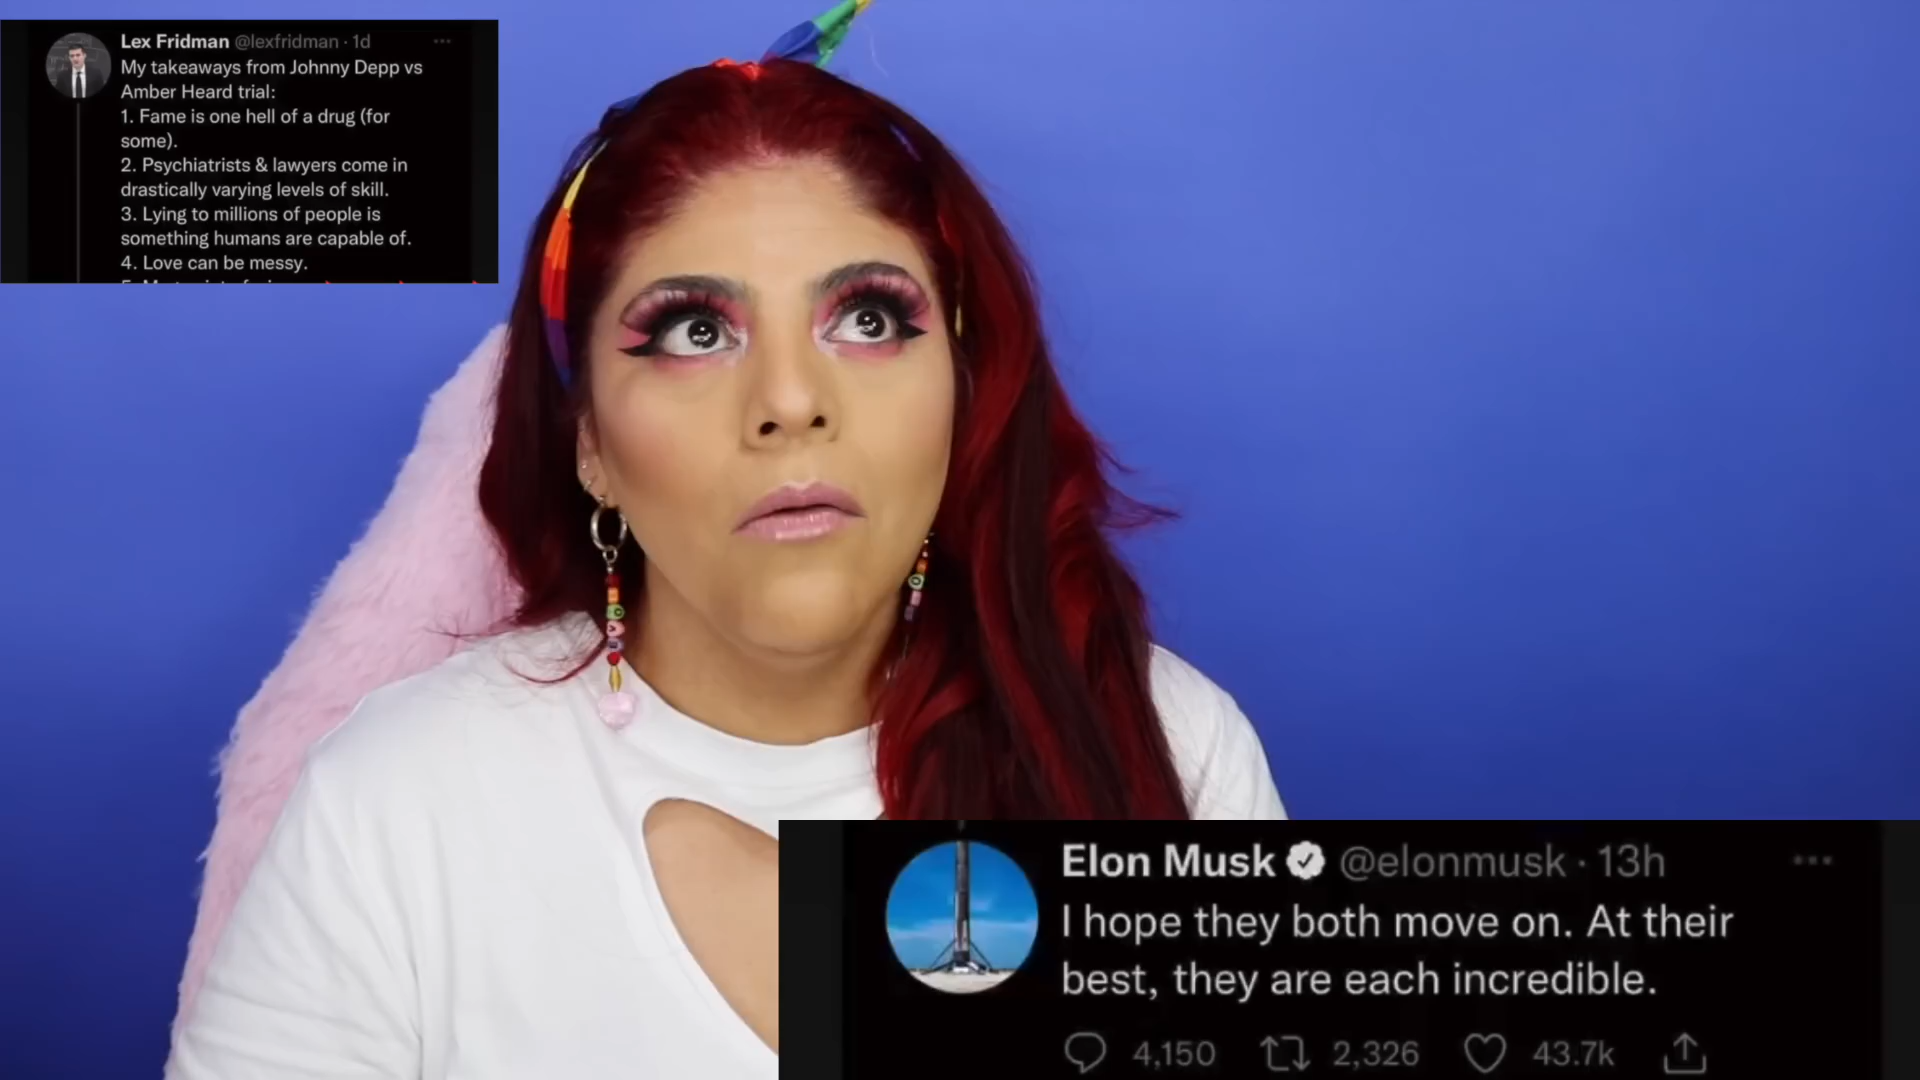 Lex Fridman @lexfridman · 1d
My takeaways from Johnny Depp vs
Amber Heard trial:
1. Fame is one hell of a drug (for
some).
2. Psychiatrists & lawyers come in
drastically varying levels of skill.
3. Lying to millions of people is
something humans are capable of.
4. Love can be messy.
Elon Musk @elonmusk · 13h
I hope they both move on. At their
best, they are each incredible.
4,150 2,326 43.7k